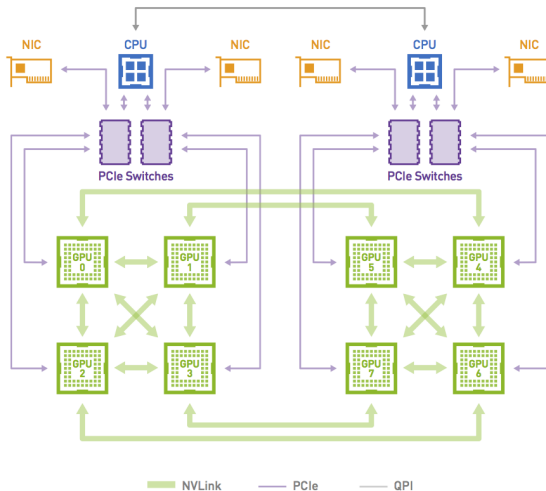 NIC CPU NIC NIC CPU NIC
PCIe Switches PCIe Switches
GPU GPU GPU GPU
0 1 5 4
GPU GPU GPU GPU
2 3 7 6
NVLink PCIe QPI